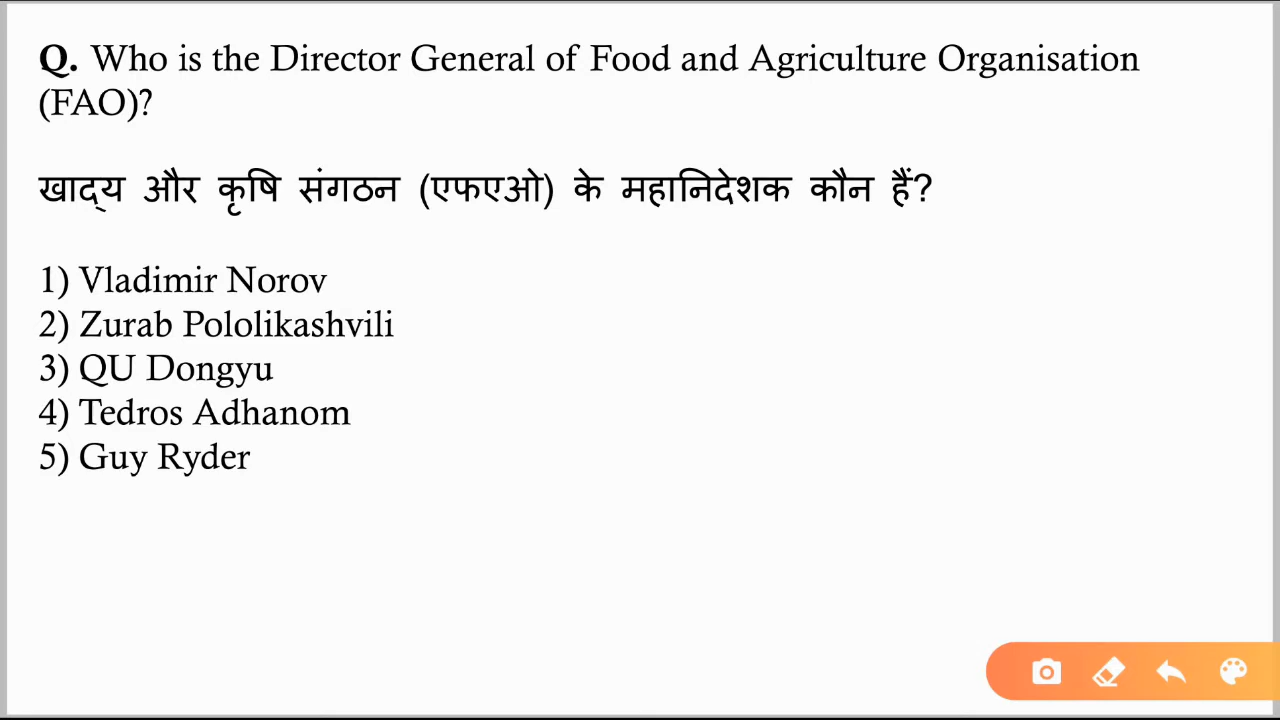 Q. Who is the Director General of Food and Agriculture Organisation
(FAO)?
खाद्य और कृषि संगठन (एफएओ) के महानिदेशक कौन हैं?
1) Vladimir Norov
2) Zurab Pololikashvili
3) QU Dongyu
4) Tedros Adhanom
5) Guy Ryder